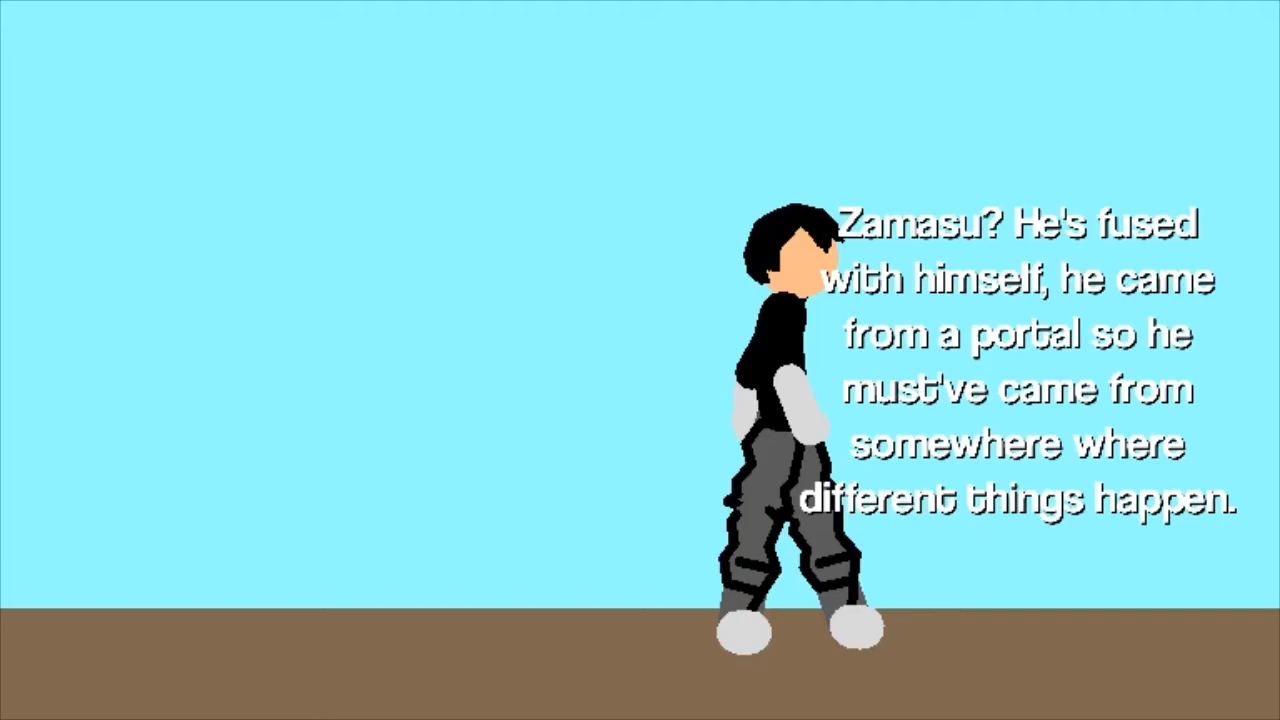 Zamasu? He's fused
with himself, he came
from a portal so he
must've came from
somewhere where
different things happen.